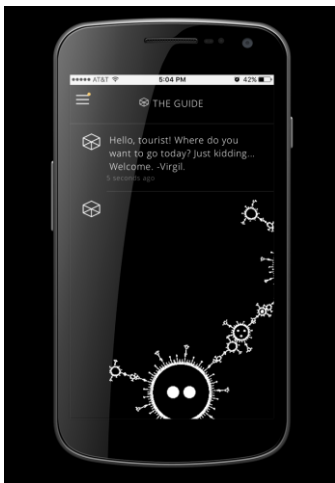 AT&T 5:04 PM 42%
THE GUIDE
Hello, tourist! Where do you
want to go today? Just kidding...
Welcome. -Virgil.
5 seconds ago